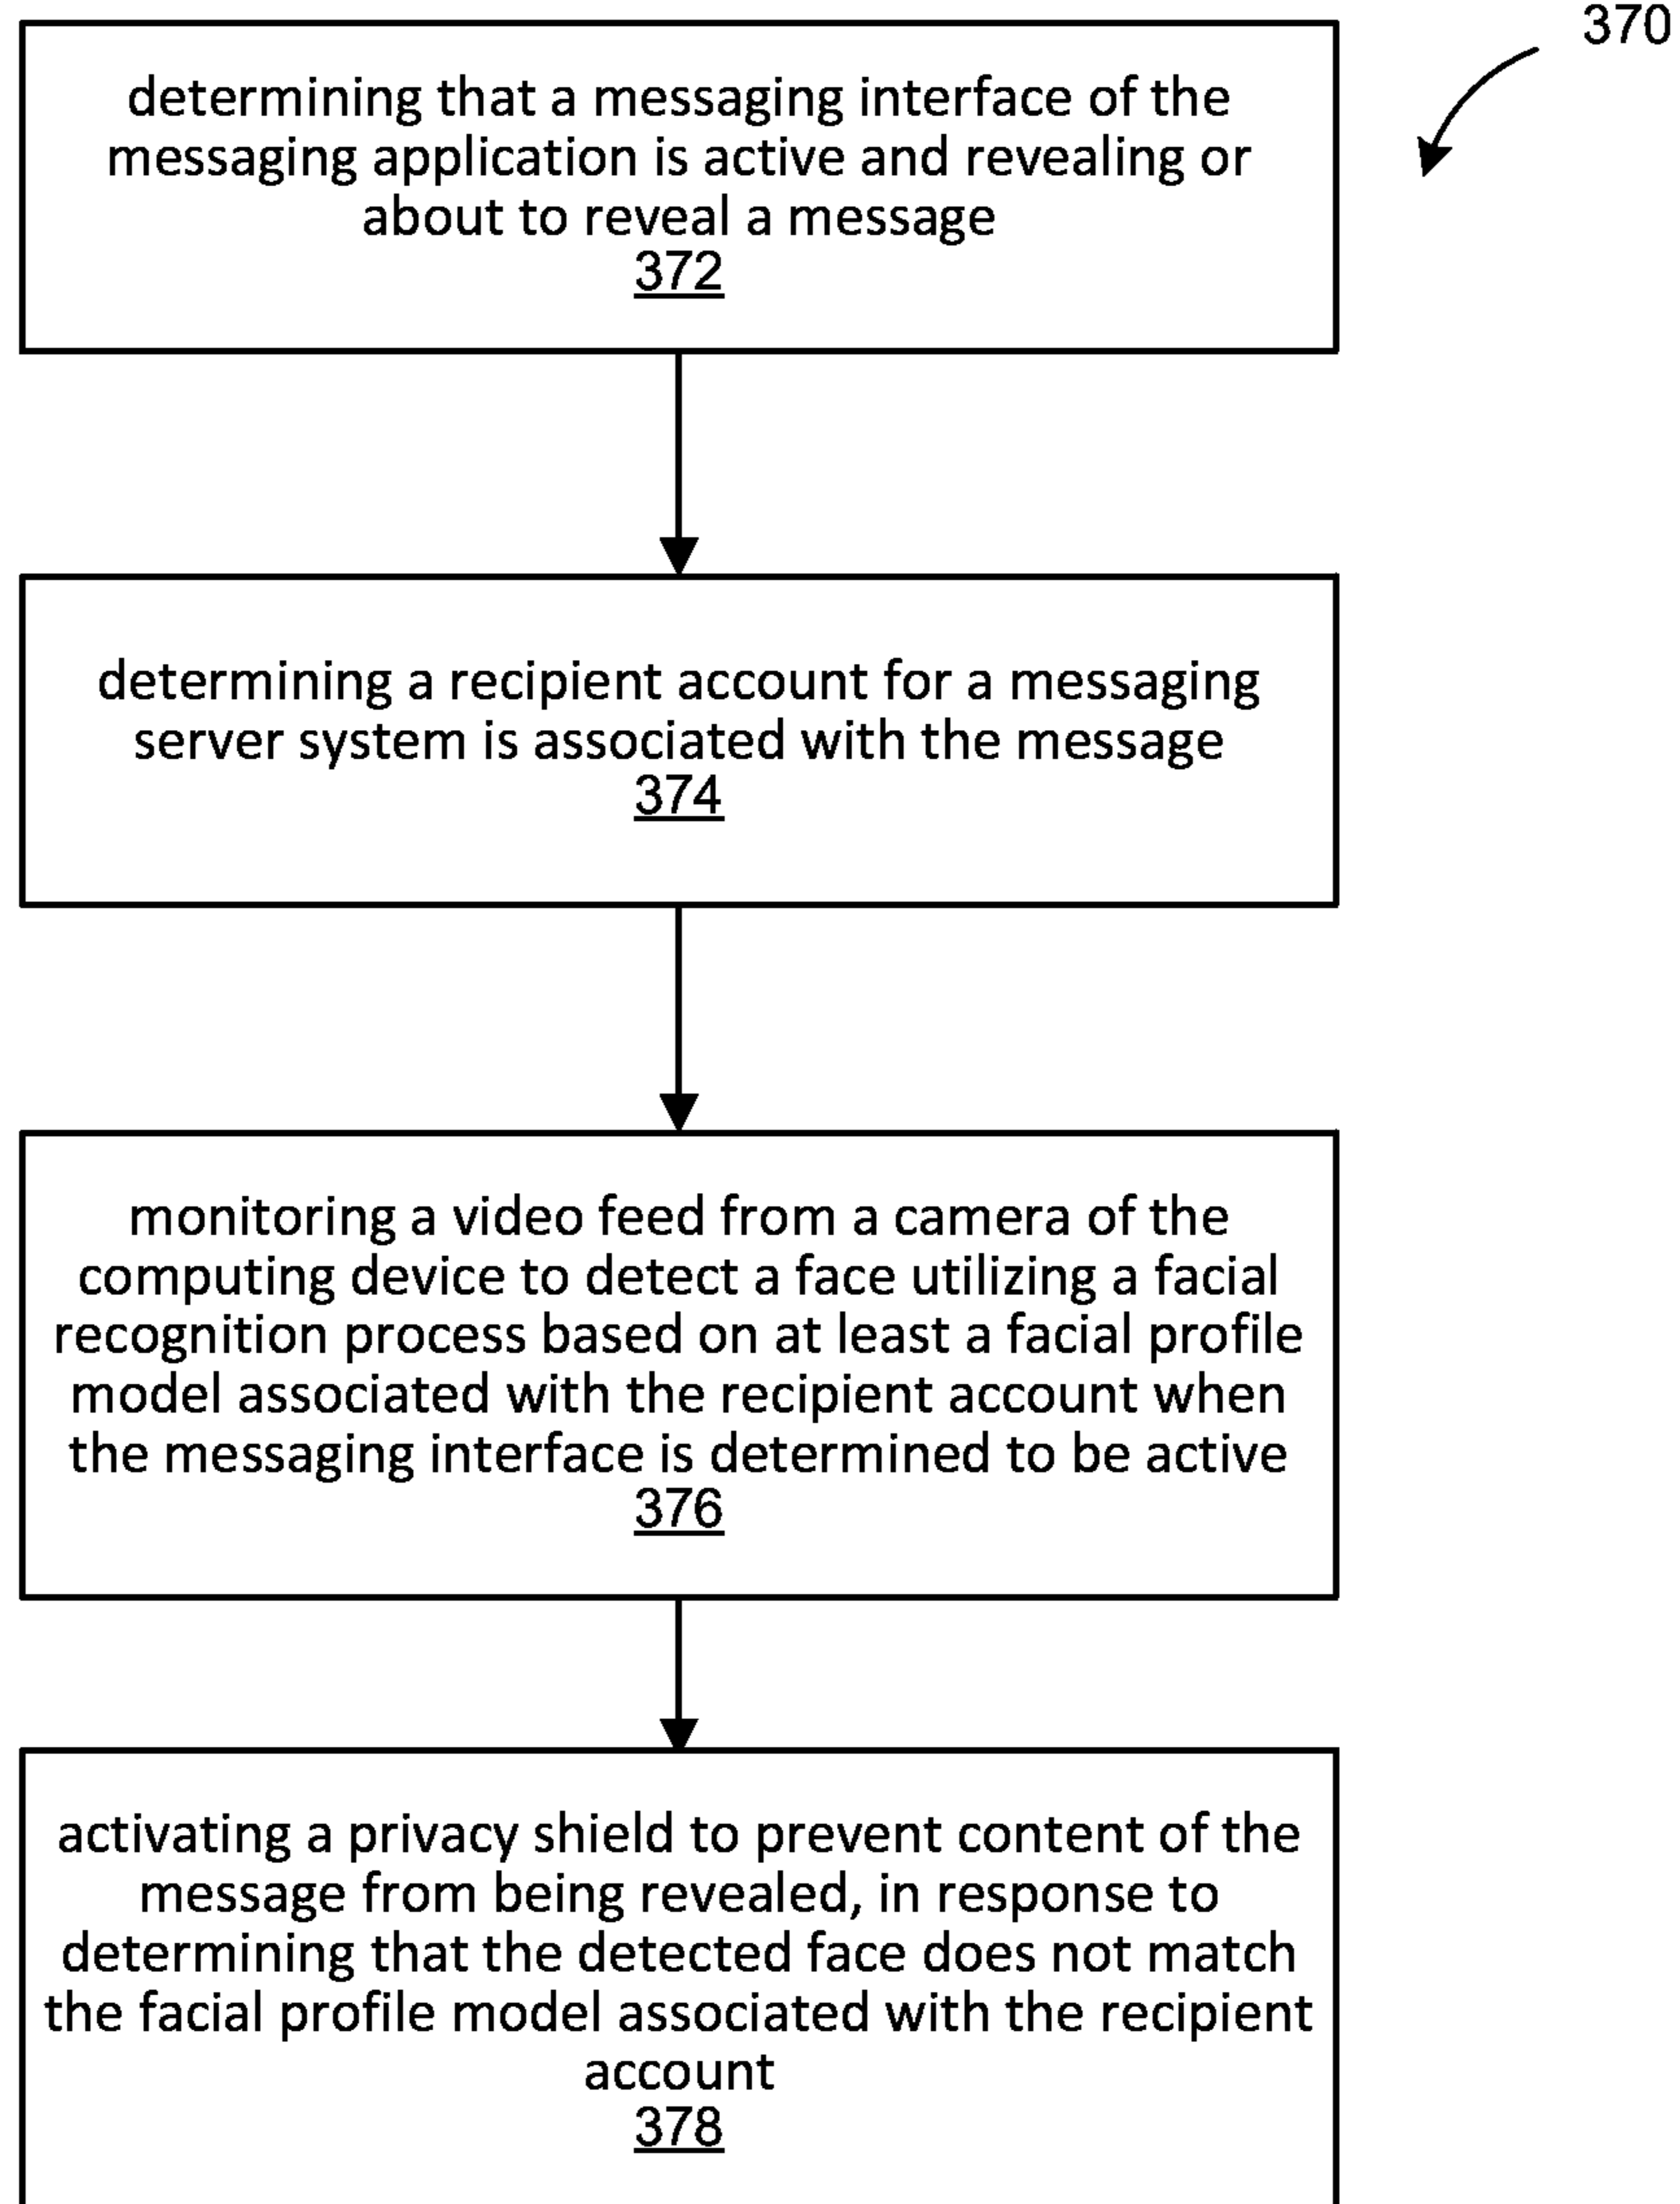 370
determining that a messaging interface of the
messaging application is active and revealing or
about to reveal a message
372
determining a recipient account for a messaging
server system is associated with the message
374
monitoring a video feed from a camera of the
computing device to detect a face utilizing a facial
recognition process based on at least a facial profile
model associated with the recipient account when
the messaging interface is determined to be active
376
activating a privacy shield to prevent content of the
message from being revealed, in response to
determining that the detected face does not match
the facial profile model associated with the recipient
account
378